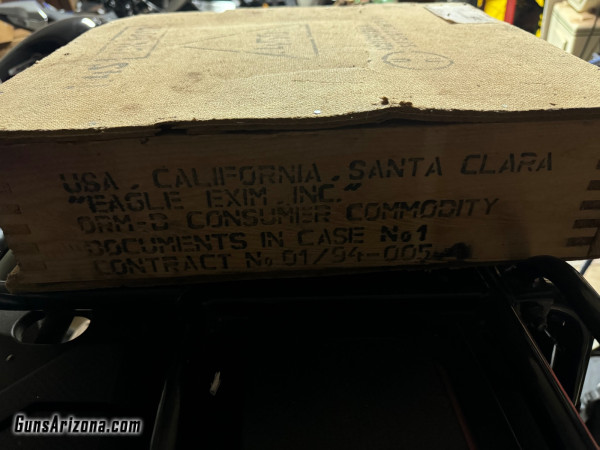 USA, CALIFORNIA, SANTA CLARA
"EAGLE EXIM, INC."
ORM-D CONSUMER COMMODITY
DOCUMENTS IN CASE No1
CONTRACT No 01/94-005
GunsArizona.com